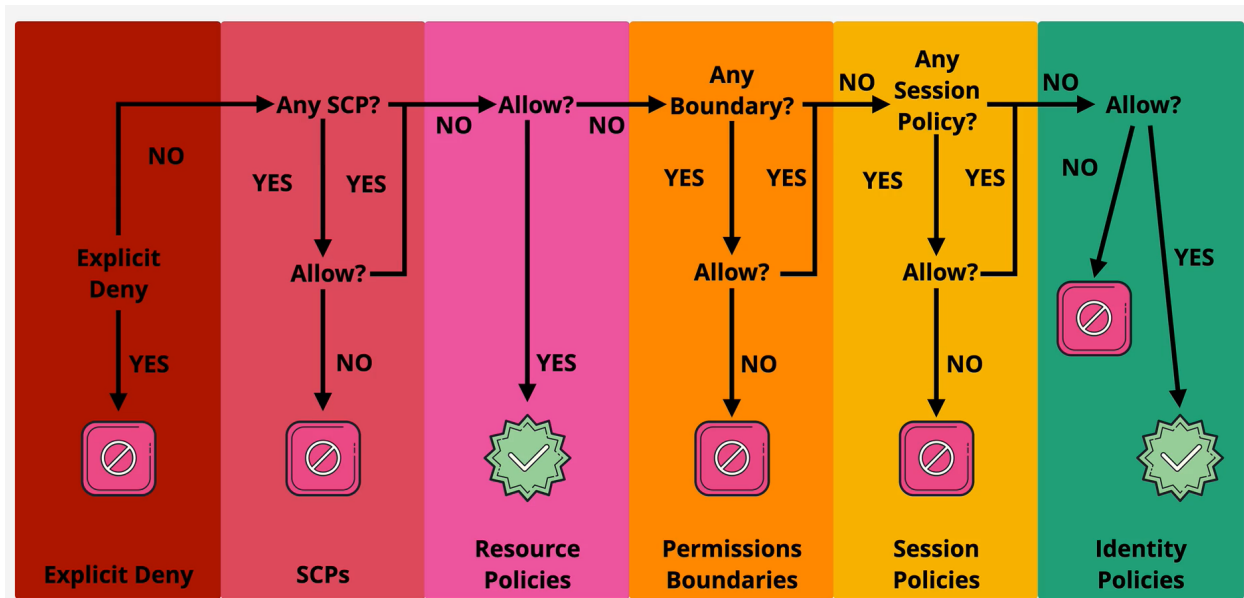 Explicit
Deny
NO
YES
Explicit Deny
Any SCP?
YES
YES
Allow?
NO
SCPs
NO
Allow?
YES
Resource
Policies
NO
Any
Boundary?
YES
YES
Allow?
NO
Permissions
Boundaries
NO
Any
Session
Policy?
YES
YES
Allow?
NO
Session
Policies
NO
Allow?
NO
YES
Identity
Policies